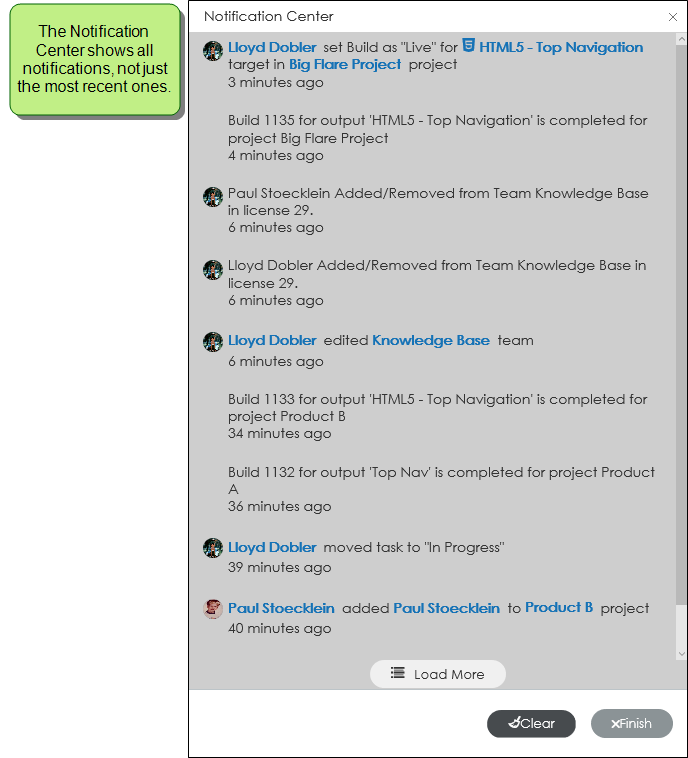 The Notification
Center shows all
notifications, not just
the most recent ones.
Notification Center
Lloyd Dobler set Build as "Live" for HTML5 - Top Navigation
target in Big Flare Project project
3 minutes ago
Build 1135 for output 'HTML5 - Top Navigation' is completed for
project Big Flare Project
4 minutes ago
Paul Stoecklein Added/Removed from Team Knowledge Base
in license 29.
6 minutes ago
Lloyd Dobler Added/Removed from Team Knowledge Base in
license 29.
6 minutes ago
Lloyd Dobler edited Knowledge Base team
6 minutes ago
Build 1133 for output 'HTML5 - Top Navigation' is completed for
project Product B
34 minutes ago
Build 1132 for output 'Top Nav' is completed for project Product
A
36 minutes ago
Lloyd Dobler moved task to "In Progress"
39 minutes ago
Paul Stoecklein added Paul Stoecklein to Product B project
40 minutes ago
Load More
Clear
Finish